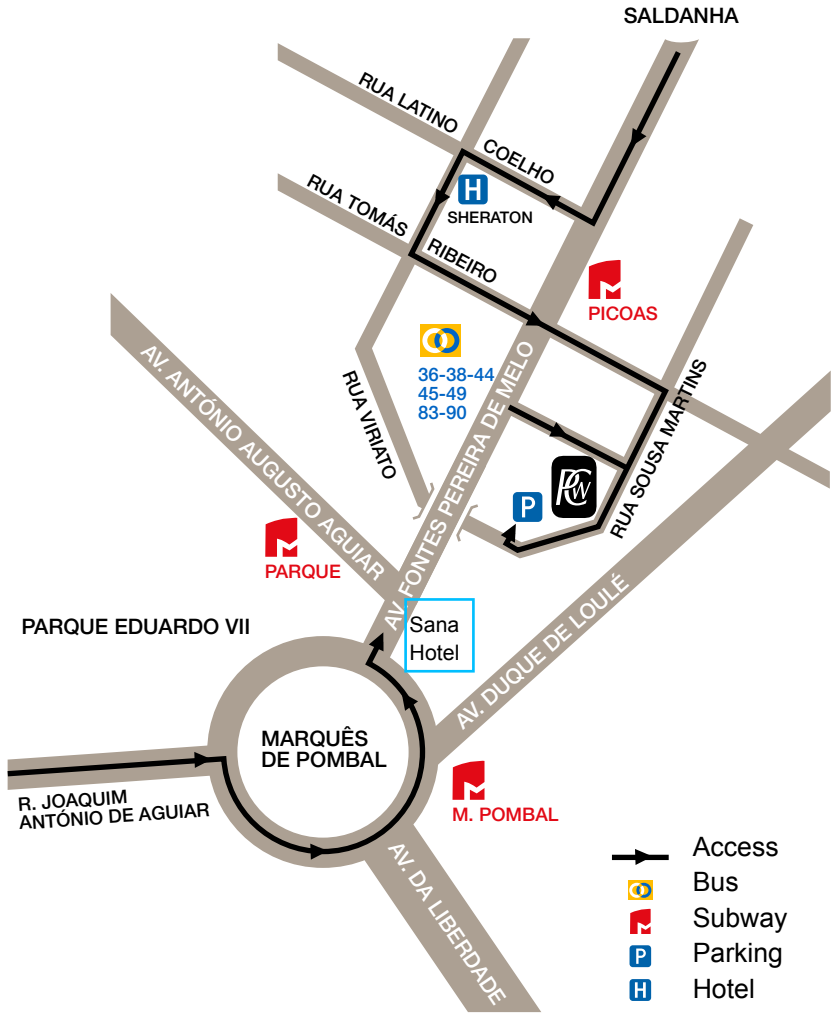 SALDANHA
RUA LATINO
COELHO
H
SHERATON
RUA TOMÁS
RIBEIRO
PICOAS
36-38-44
45-49
83-90
AV. ANTÓNIO AUGUSTO AGUIAR
RUA VIRIATO
AV. FONTES PEREIRA DE MELO
RUA SOUSA MARTINS
PCW
P
PARQUE
PARQUE EDUARDO VII
Sana
Hotel
AV. DUQUE DE LOULÉ
MARQUÊS
DE POMBAL
R. JOAQUIM
ANTÓNIO DE AGUIAR
M. POMBAL
AV. DA LIBERDADE
Access
Bus
Subway
P Parking
H Hotel